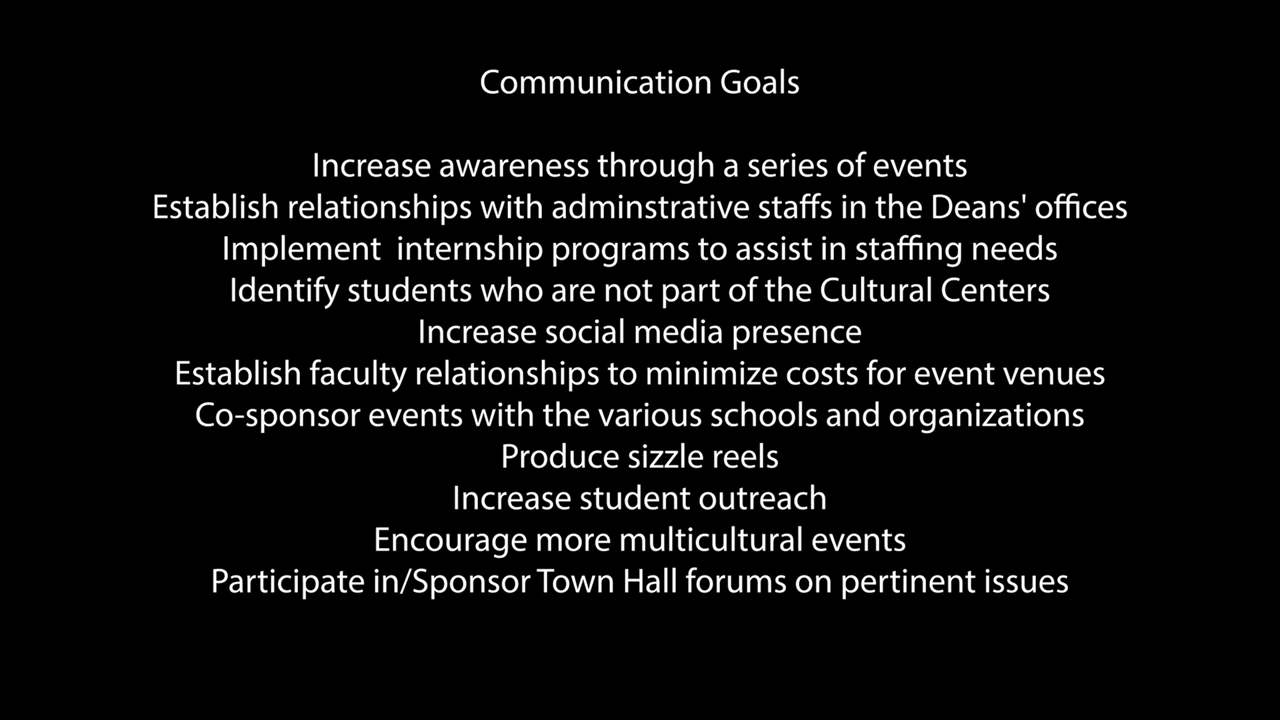 Communication Goals
Increase awareness through a series of events
Establish relationships with adminstrative staffs in the Deans' offices
Implement  internship programs to assist in staffing needs
Identify students who are not part of the Cultural Centers
Increase social media presence
Establish faculty relationships to minimize costs for event venues
Co-sponsor events with the various schools and organizations
Produce sizzle reels
Increase student outreach
Encourage more multicultural events
Participate in/Sponsor Town Hall forums on pertinent issues